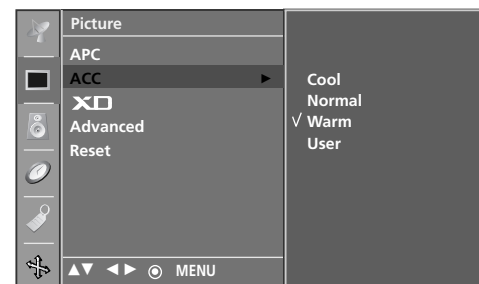 Picture
APC
ACC ►
XD
Advanced
Reset
Cool
Normal
√ Warm
User
▲▼ ◄► ⊙ MENU